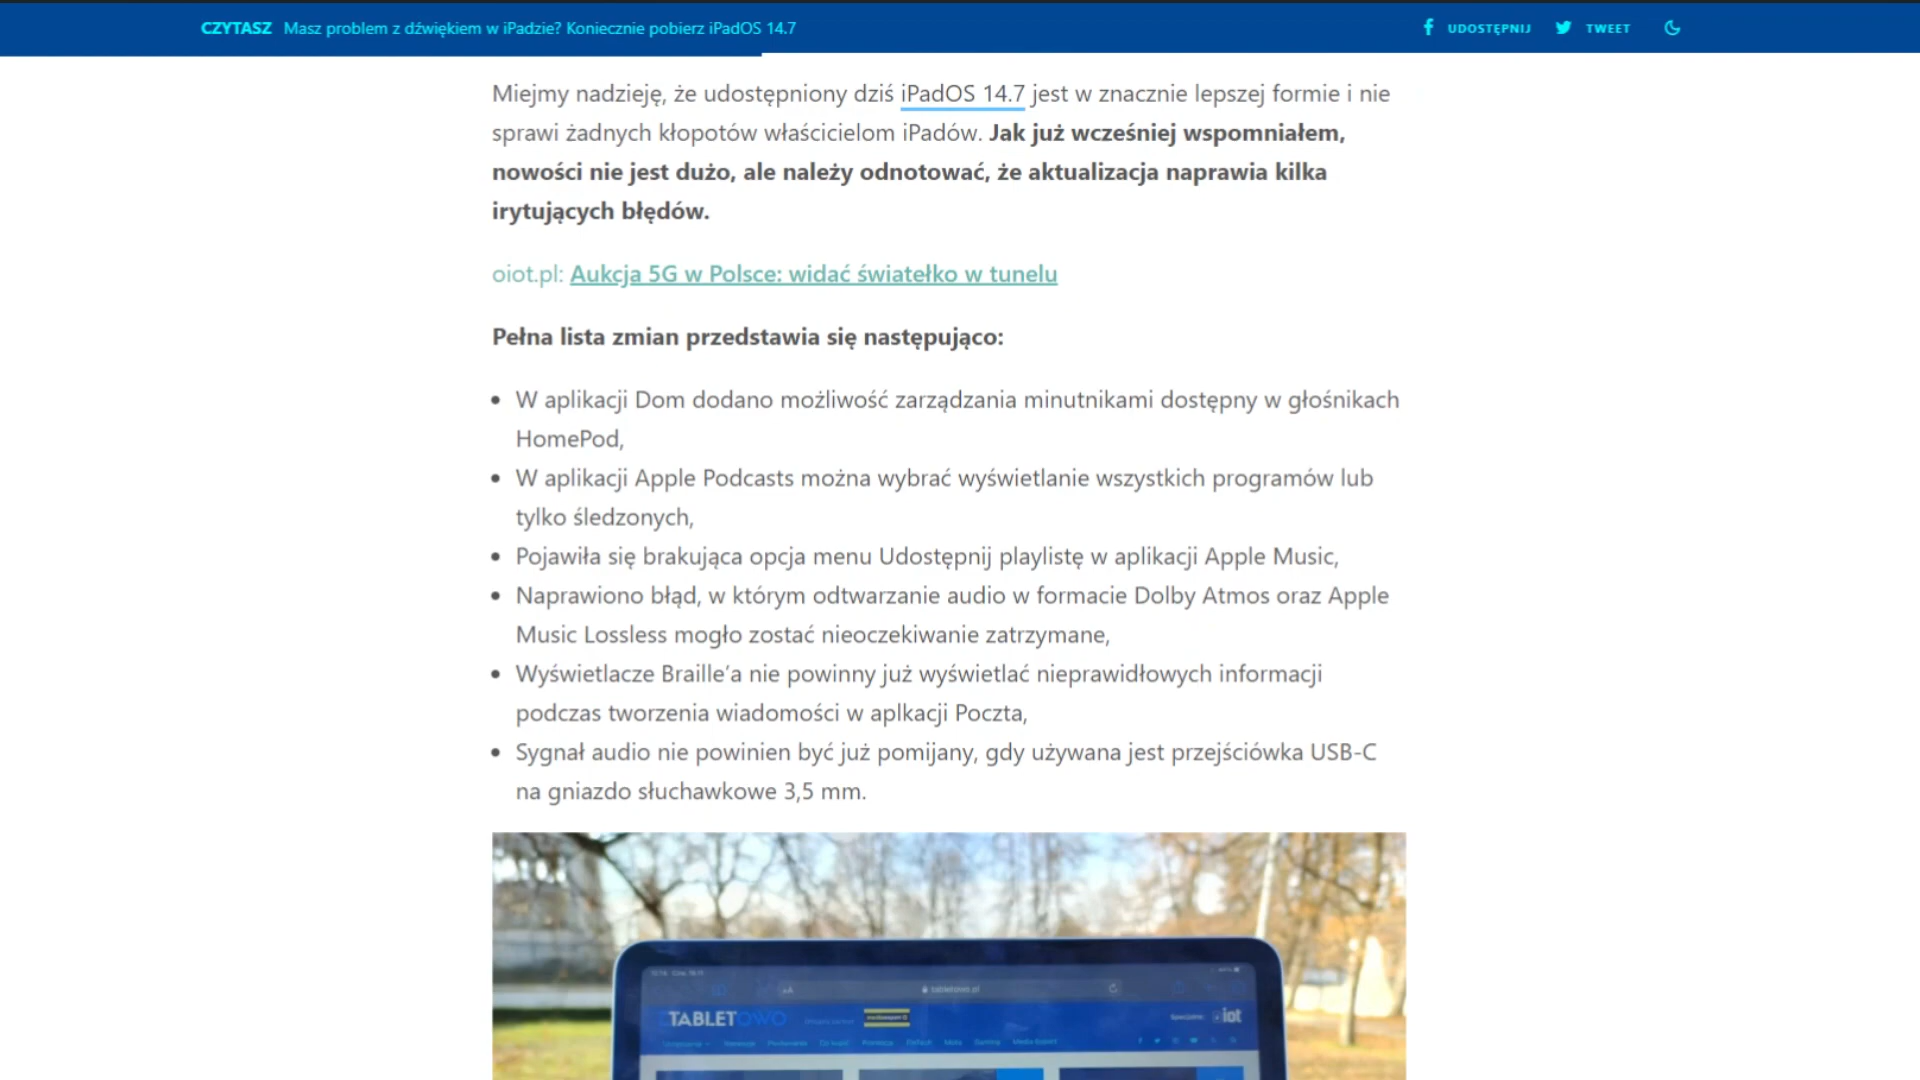 CZYTASZ Masz problem z dźwiękiem w iPadzie? Koniecznie pobierz iPadOS 14.7
UDOSTĘPNIJ TWEET
Miejmy nadzieję, że udostępniony dziś iPadOS 14.7 jest w znacznie lepszej formie i nie
sprawi żadnych kłopotów właścicielom iPadów. Jak już wcześniej wspomniałem,
nowości nie jest dużo, ale należy odnotować, że aktualizacja naprawia kilka
irytujących błędów.
oiot.pl: Aukcja 5G w Polsce: widać światełko w tunelu
Pełna lista zmian przedstawia się następująco:
W aplikacji Dom dodano możliwość zarządzania minutnikami dostępny w głośnikach
HomePod,
W aplikacji Apple Podcasts można wybrać wyświetlanie wszystkich programów lub
tylko śledzonych,
Pojawiła się brakująca opcja menu Udostępnij playlistę w aplikacji Apple Music,
Naprawiono błąd, w którym odtwarzanie audio w formacie Dolby Atmos oraz Apple
Music Lossless mogło zostać nieoczekiwanie zatrzymane,
Wyświetlacze Braille’a nie powinny już wyświetlać nieprawidłowych informacji
podczas tworzenia wiadomości w aplkacji Poczta,
Sygnał audio nie powinien być już pomijany, gdy używana jest przejściówka USB-C
na gniazdo słuchawkowe 3,5 mm.
tabletowo.pl
TABLETOWO
iot